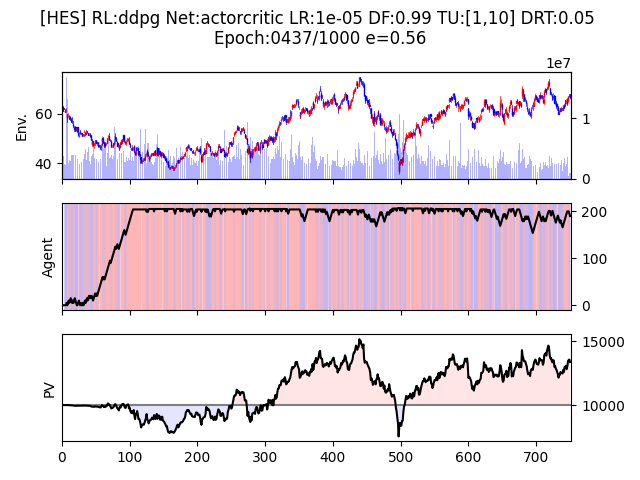 [HES] RL:ddpg Net:actorcritic LR:1e-05 DF:0.99 TU:[1,10] DRT:0.05
Epoch:0437/1000 e=0.56
1e7
Env.
60
40
1
0
Agent
200
100
0
PV
15000
10000
0 100 200 300 400 500 600 700